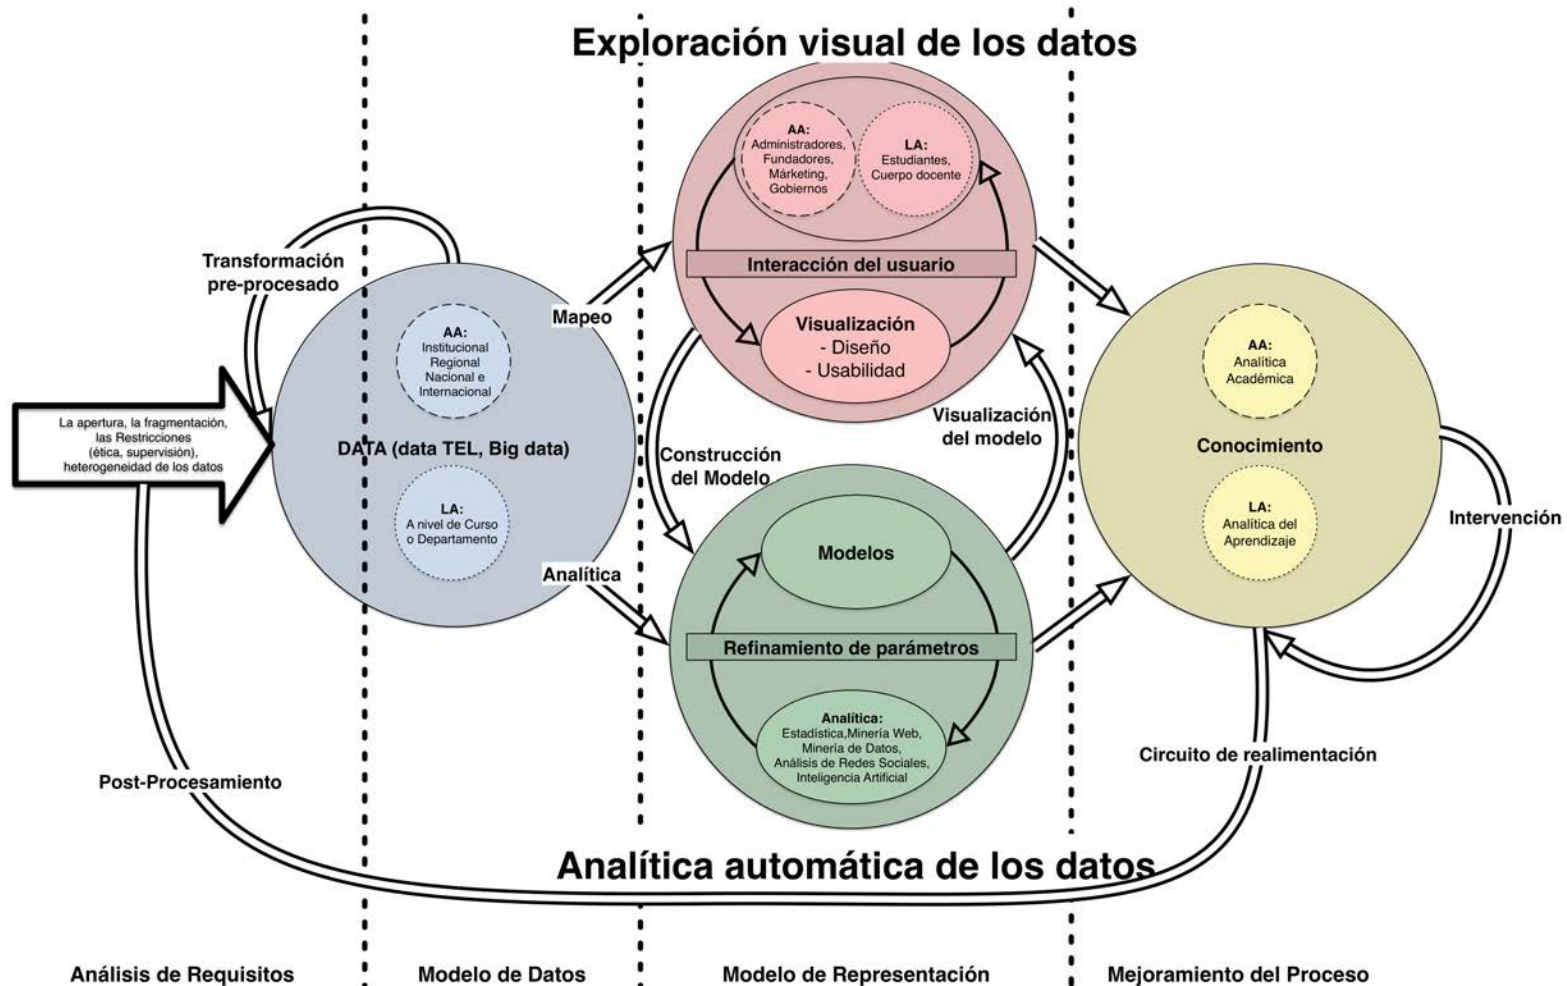 Exploración visual de los datos
AA:
Administradores,
Fundadores,
Márketing,
Gobiernos
LA:
Estudiantes,
Cuerpo docente
Interacción del usuario
Visualización
- Diseño
- Usabilidad
Transformación
pre-procesado
Mapeo
AA:
Institucional
Regional
Nacional e
Internacional
DATA (data TEL, Big data)
LA:
A nivel de Curso
o Departamento
La apertura, la fragmentación,
las Restricciones
(ética, supervisión),
heterogeneidad de los datos
Analítica
Construcción
del Modelo
Visualización
del modelo
Modelos
Refinamiento de parámetros
Analítica:
Estadística,Minería Web,
Minería de Datos,
Análisis de Redes Sociales,
Inteligencia Artificial
AA:
Analítica
Académica
Conocimiento
LA:
Analítica del
Aprendizaje
Intervención
Circuito de realimentación
Post-Procesamiento
Analítica automática de los datos
Análisis de Requisitos
Modelo de Datos
Modelo de Representación
Mejoramiento del Proceso